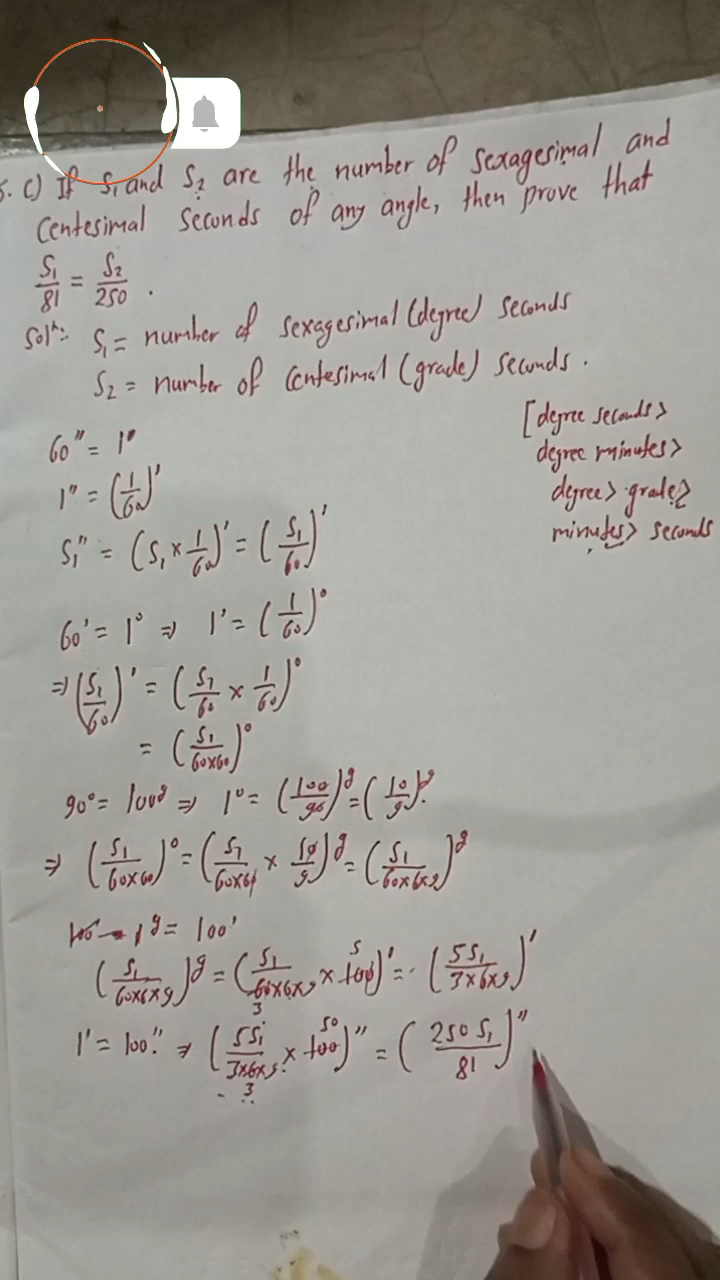 5. c) If S₁ and S₂ are the number of sexagesimal and
Centesimal seconds of any angle, then prove that
S₁/81 = S₂/250 .
Solⁿ: S₁ = number of sexagesimal (degree) seconds
S₂ = number of centesimal (grade) seconds.
60" = 1"
1" = (1/60)'
S₁" = (S₁ × 1/60)' = (S₁/60)'
60' = 1° ⇒ 1' = (1/60)°
⇒ (S₁/60)' = (S₁/60 × 1/60)°
= (S₁/60×60)°
90° = 100g ⇒ 1° = (100/90)g = (10/9)g.
⇒ (S₁/60×60)° = (S₁/60×60 × 10/9)g = (S₁/60×6×9)g
1g = 100'
(S₁/60×6×9)g = (S₁/60×6×9 × 100)' = (5S₁/3×6×9)'
1' = 100" ⇒ (5S₁/3×6×9 × 100)" = (250 S₁/81)"
[degree seconds>
degree minutes>
degree> grade>
minutes> seconds